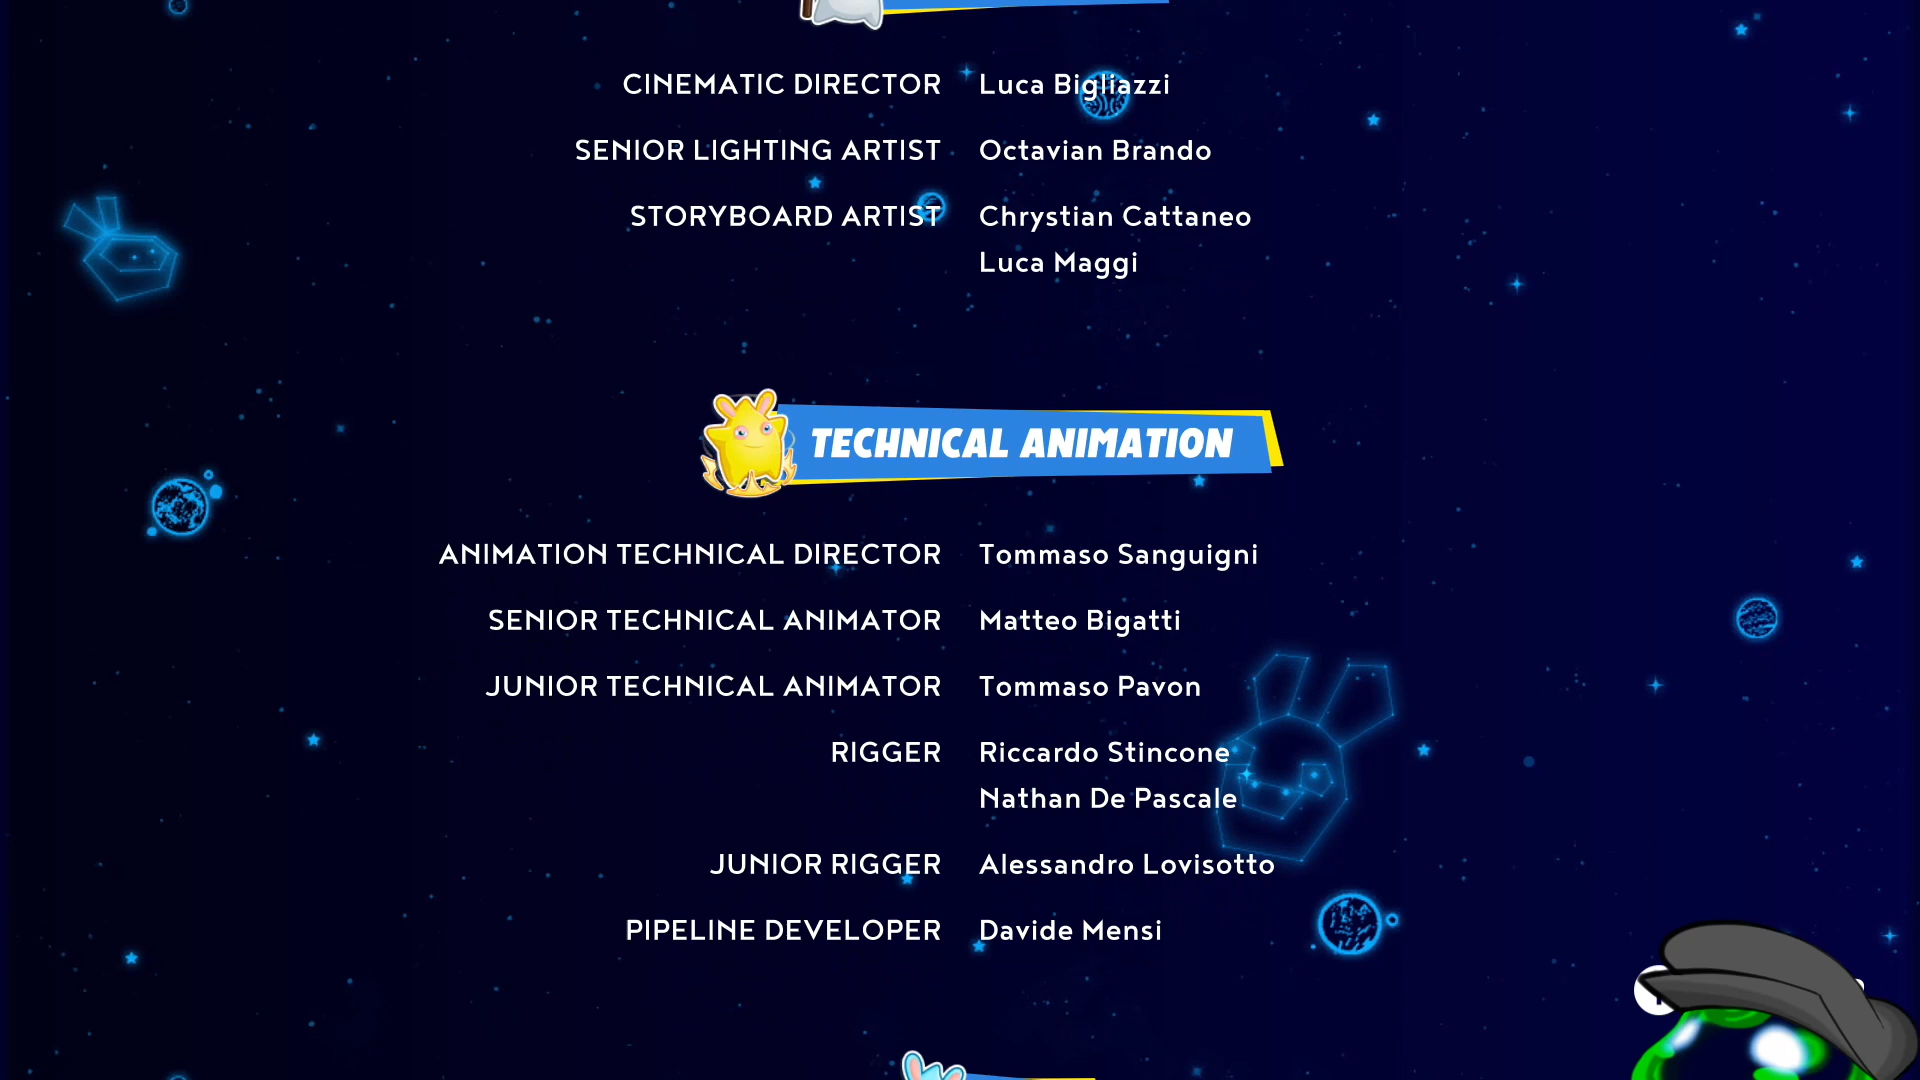 CINEMATIC DIRECTOR Luca Bigliazzi
SENIOR LIGHTING ARTIST Octavian Brando
STORYBOARD ARTIST Chrystian Cattaneo
Luca Maggi
TECHNICAL ANIMATION
ANIMATION TECHNICAL DIRECTOR Tommaso Sanguigni
SENIOR TECHNICAL ANIMATOR Matteo Bigatti
JUNIOR TECHNICAL ANIMATOR Tommaso Pavon
RIGGER Riccardo Stincone
Nathan De Pascale
JUNIOR RIGGER Alessandro Lovisotto
PIPELINE DEVELOPER Davide Mensi